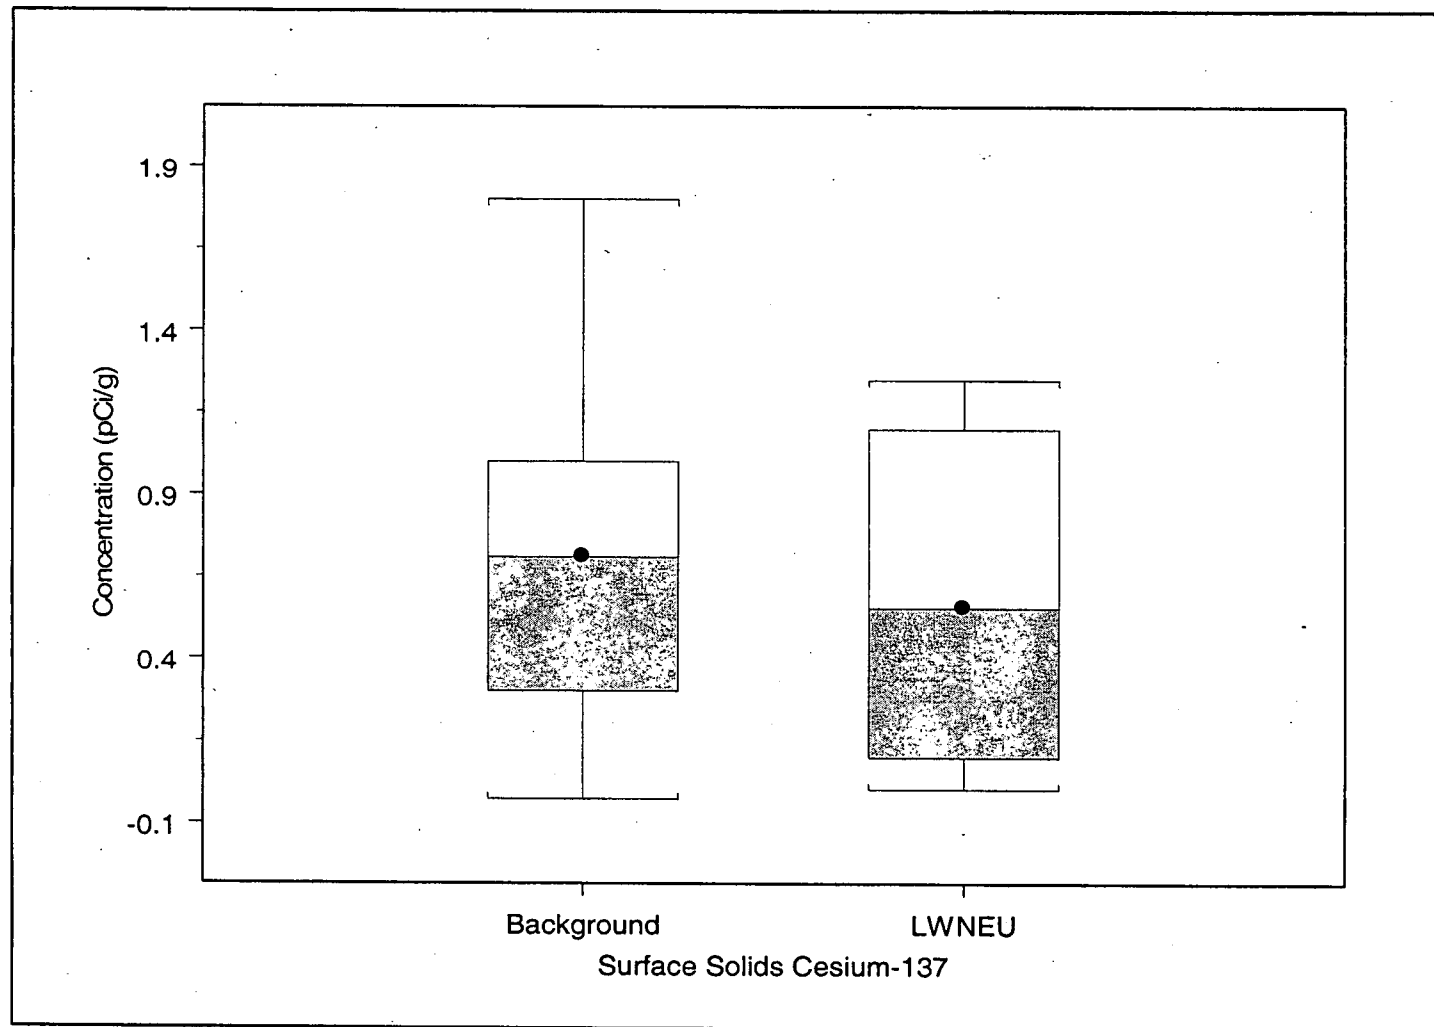 1.9
1.4
0.9
0.4
-0.1
Concentration (pCi/g)
Background
LWNEU
Surface Solids Cesium-137